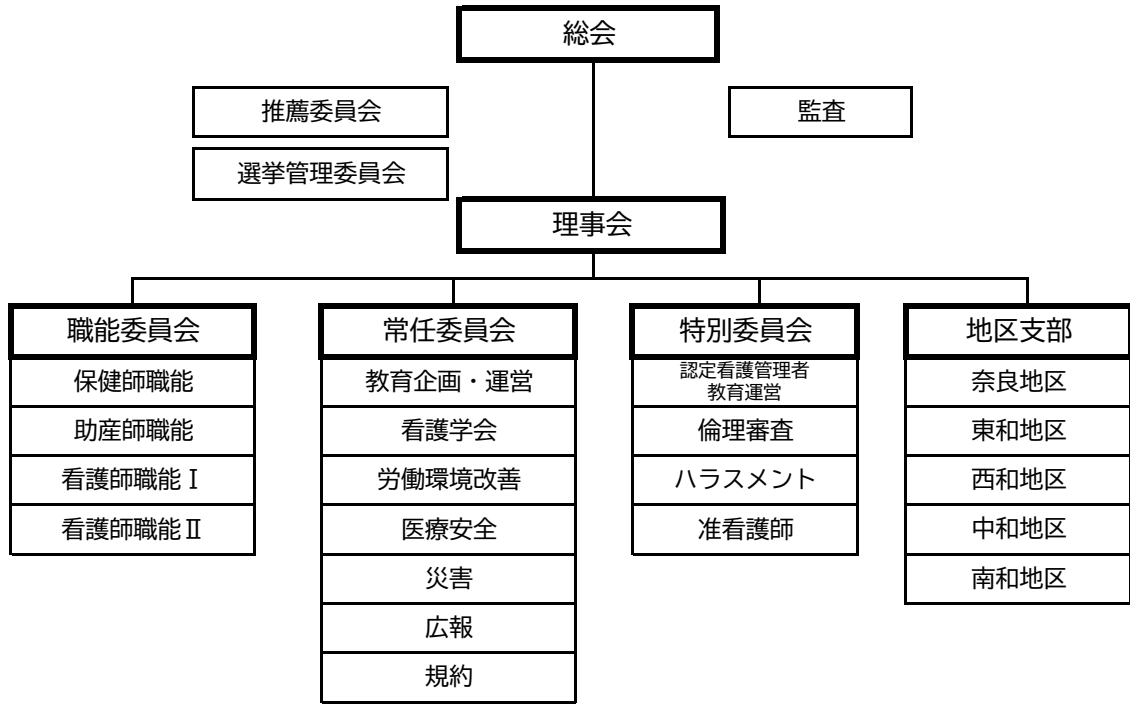 総会
推薦委員会
監査
選挙管理委員会
理事会
職能委員会
保健師職能
助産師職能
看護師職能Ⅰ
看護師職能Ⅱ
常任委員会
教育企画・運営
看護学会
労働環境改善
医療安全
災害
広報
規約
特別委員会
認定看護管理者
教育運営
倫理審査
ハラスメント
准看護師
地区支部
奈良地区
東和地区
西和地区
中和地区
南和地区